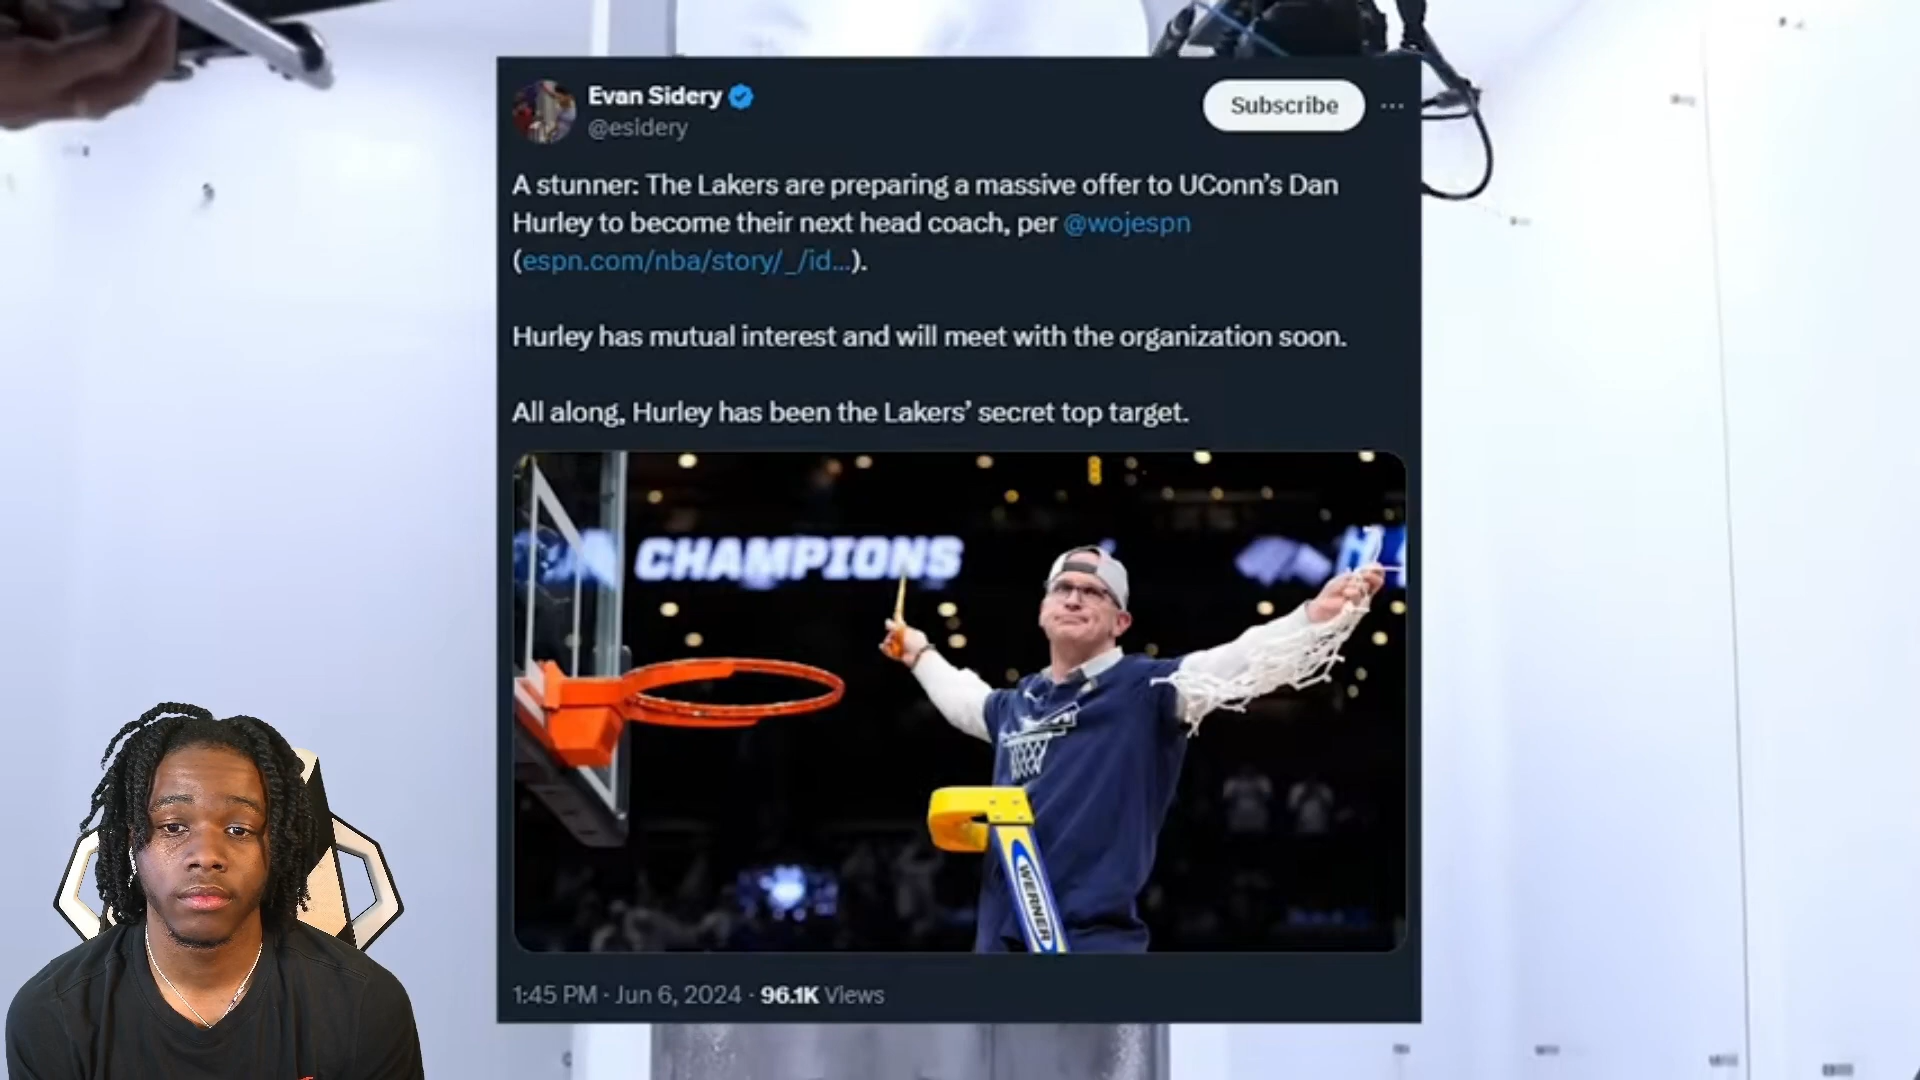 Evan Sidery
@esidery
Subscribe
A stunner: The Lakers are preparing a massive offer to UConn's Dan
Hurley to become their next head coach, per @wojespn
(espn.com/nba/story/_/id...).
Hurley has mutual interest and will meet with the organization soon.
All along, Hurley has been the Lakers' secret top target.
CHAMPIONS
WERNER
1:45 PM · Jun 6, 2024 · 96.1K Views